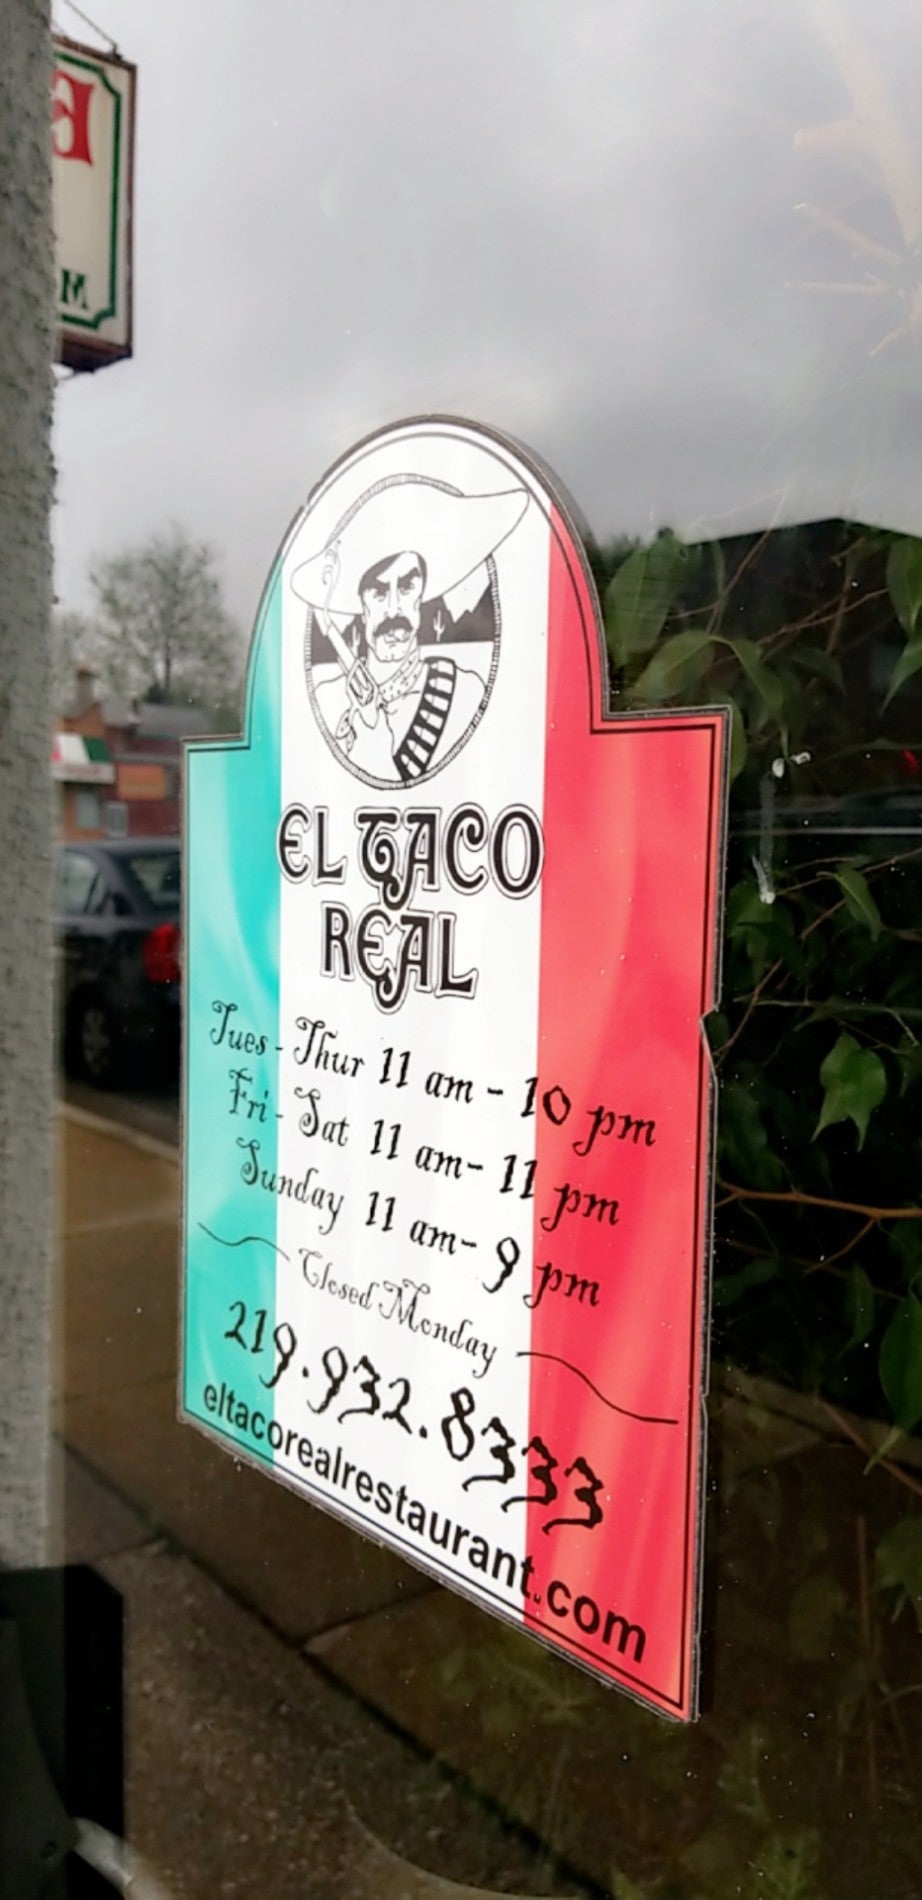 EL TACO
REAL
Tues - Thur 11 am - 10 pm
Fri - Sat 11 am - 11 pm
Sunday 11 am - 9 pm
Closed Monday
219.932.8333
eltacorealrestaurant.com